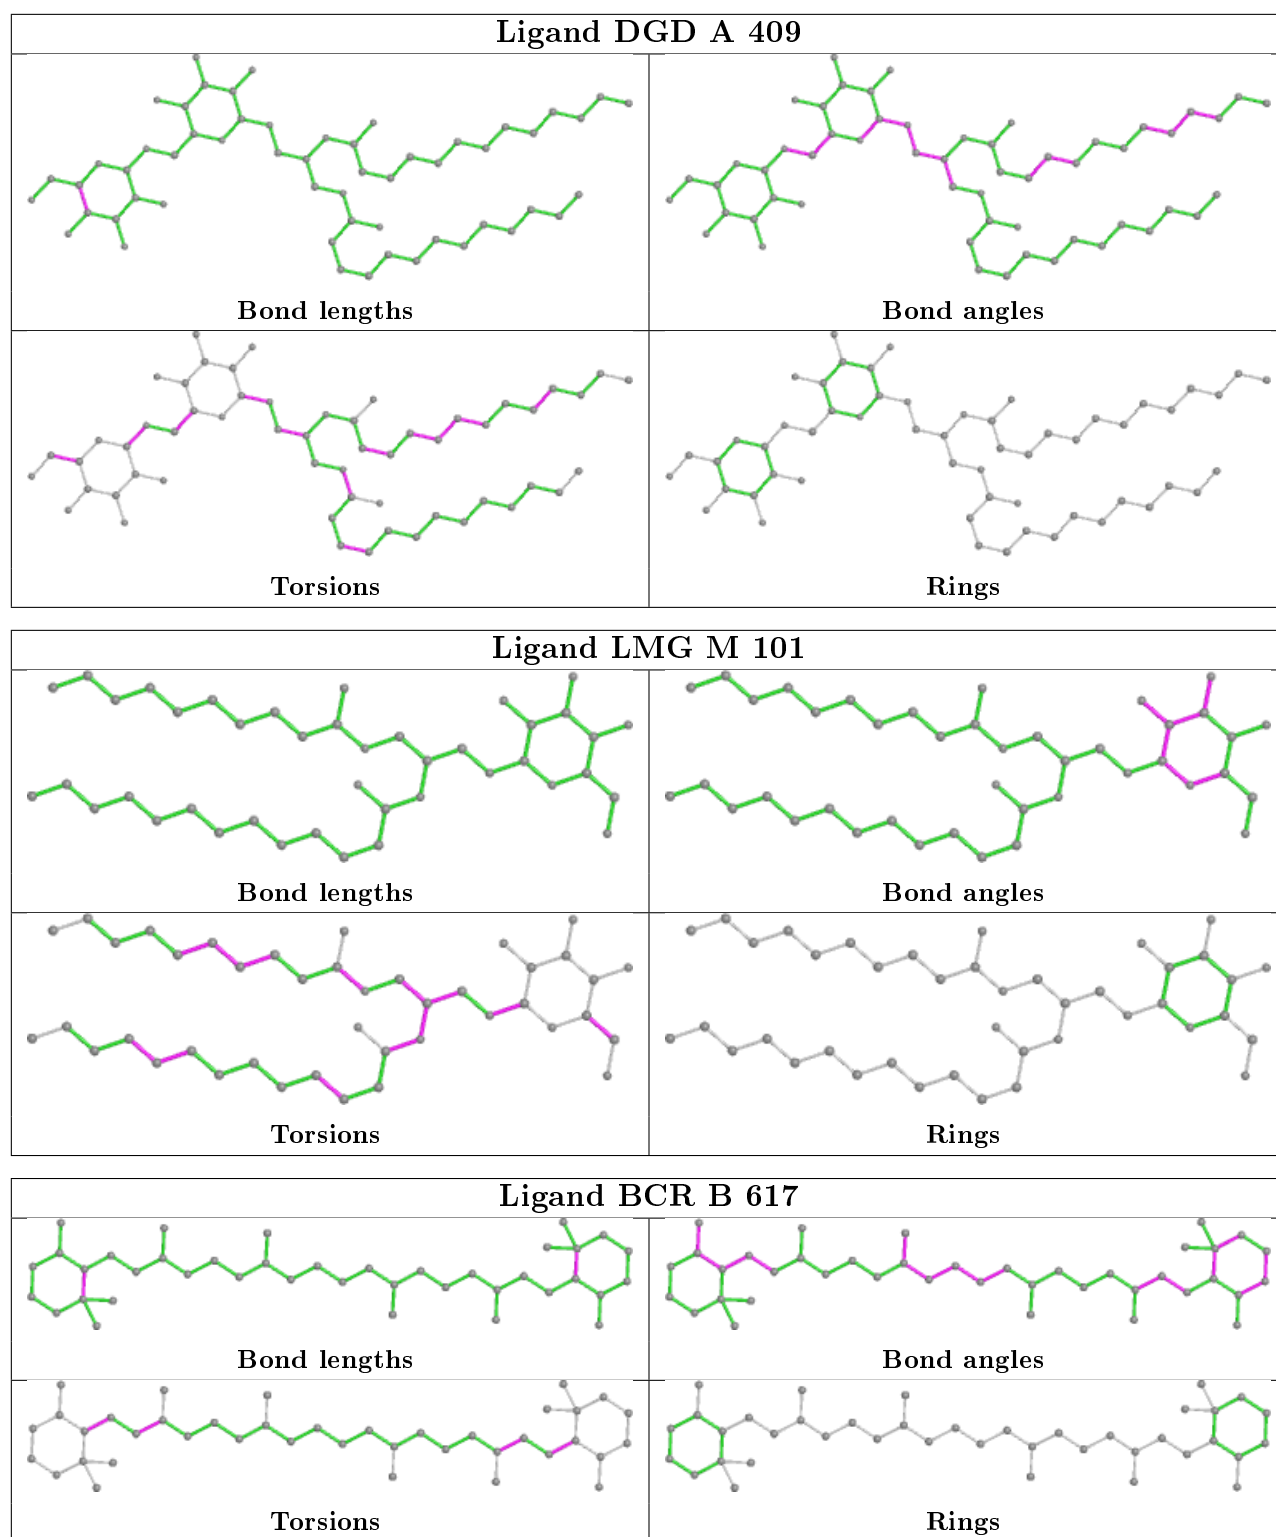 Ligand DGD A 409
Bond lengths
Bond angles
Torsions
Rings
Ligand LMG M 101
Bond lengths
Bond angles
Torsions
Rings
Ligand BCR B 617
Bond lengths
Bond angles
Torsions
Rings